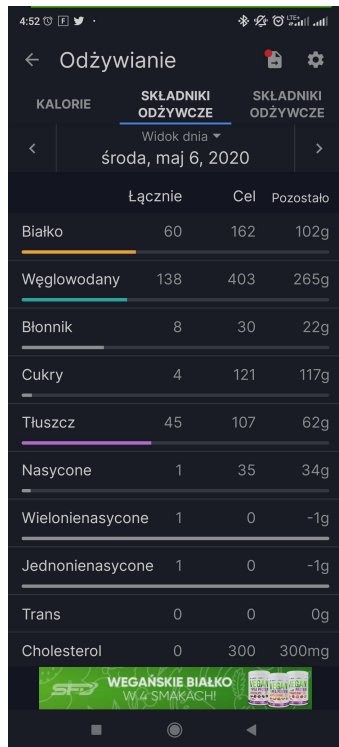 4:52
Odżywianie
KALORIE
SKŁADNIKI ODŻYWCZE
SKŁADNIKI ODŻYWCZE
Widok dnia
środa, maj 6, 2020
Łącznie Cel Pozostało
Białko 60 162 102g
Węglowodany 138 403 265g
Błonnik 8 30 22g
Cukry 4 121 117g
Tłuszcz 45 107 62g
Nasycone 1 35 34g
Wielonienasycone 1 0 -1g
Jednonienasycone 1 0 -1g
Trans 0 0 0g
Cholesterol 0 300 300mg
SFD WEGAŃSKIE BIAŁKO
W 4 SMAKACH!